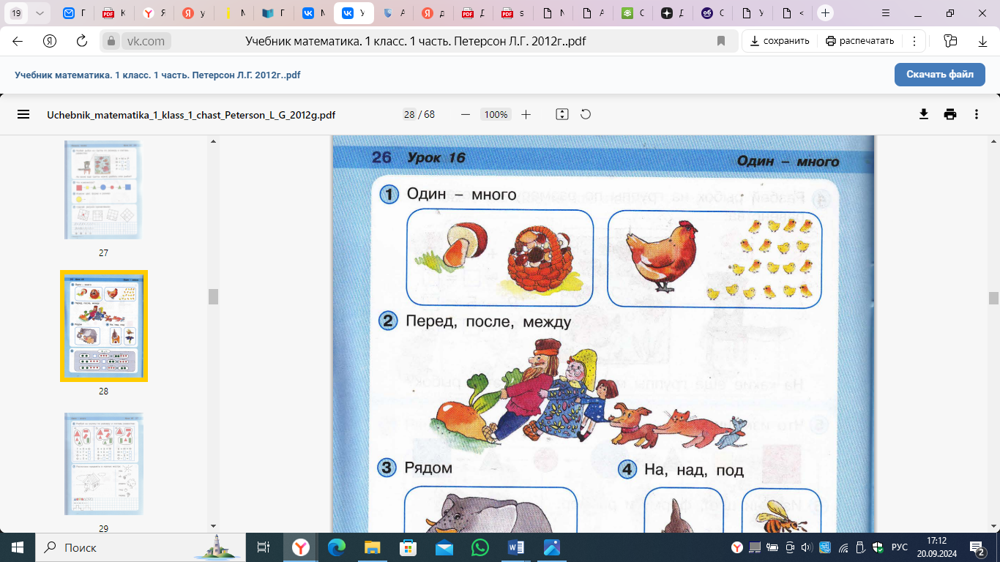 19
Учебник математика. 1 класс. 1 часть. Петерсон Л.Г. 2012г..pdf
vk.com
сохранить
распечатать
Учебник математика. 1 класс. 1 часть. Петерсон Л.Г. 2012г..pdf
Скачать файл
Uchebnik_matematika_1_klass_1_chast_Peterson_L_G_2012g.pdf
28 / 68
100%
27
28
29
26 Урок 16
Один – много
1 Один – много
2 Перед, после, между
3 Рядом
4 На, над, под
Поиск
РУС
17:12
20.09.2024
2